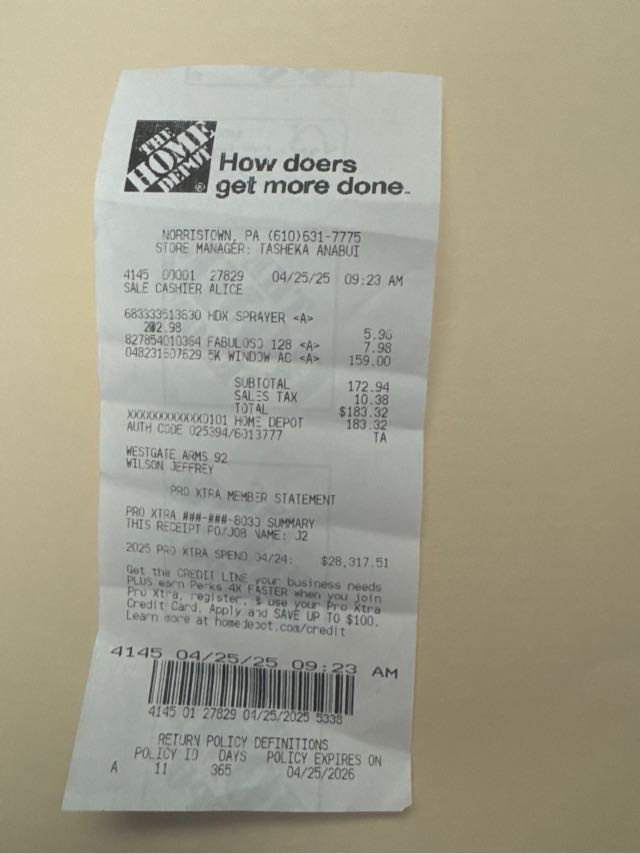 THE HOME DEPOT
How doers
get more done.
NORRISTOWN, PA (610)631-7775
STORE MANAGER: TASHEKA ANABUI
4145 00001 27829 04/25/25 09:23 AM
SALE CASHIER ALICE
683333513630 HDX SPRAYER <A>
2@2.98 5.96
827854010364 FABULOSO 128 <A> 7.98
048231607629 5K WINDOW AC <A> 159.00
SUBTOTAL 172.94
SALES TAX 10.38
TOTAL $183.32
XXXXXXXXXXXX0101 HOME DEPOT 183.32
AUTH CODE 025394/6013777 TA
WESTGATE ARMS 92
WILSON JEFFREY
PRO XTRA MEMBER STATEMENT
PRO XTRA ###-###-8033 SUMMARY
THIS RECEIPT PO/JOB NAME: J2
2025 PRO XTRA SPEND 04/24: $28,317.51
Get the CREDIT LINE your business needs
PLUS earn Perks 4X FASTER when you join
Pro Xtra, register, & use your Pro Xtra
Credit Card. Apply and SAVE UP TO $100.
Learn more at homedepot.com/credit
4145 04/25/25 09:23 AM
4145 01 27829 04/25/2025 5338
RETURN POLICY DEFINITIONS
POLICY ID DAYS POLICY EXPIRES ON
A 11 365 04/25/2026